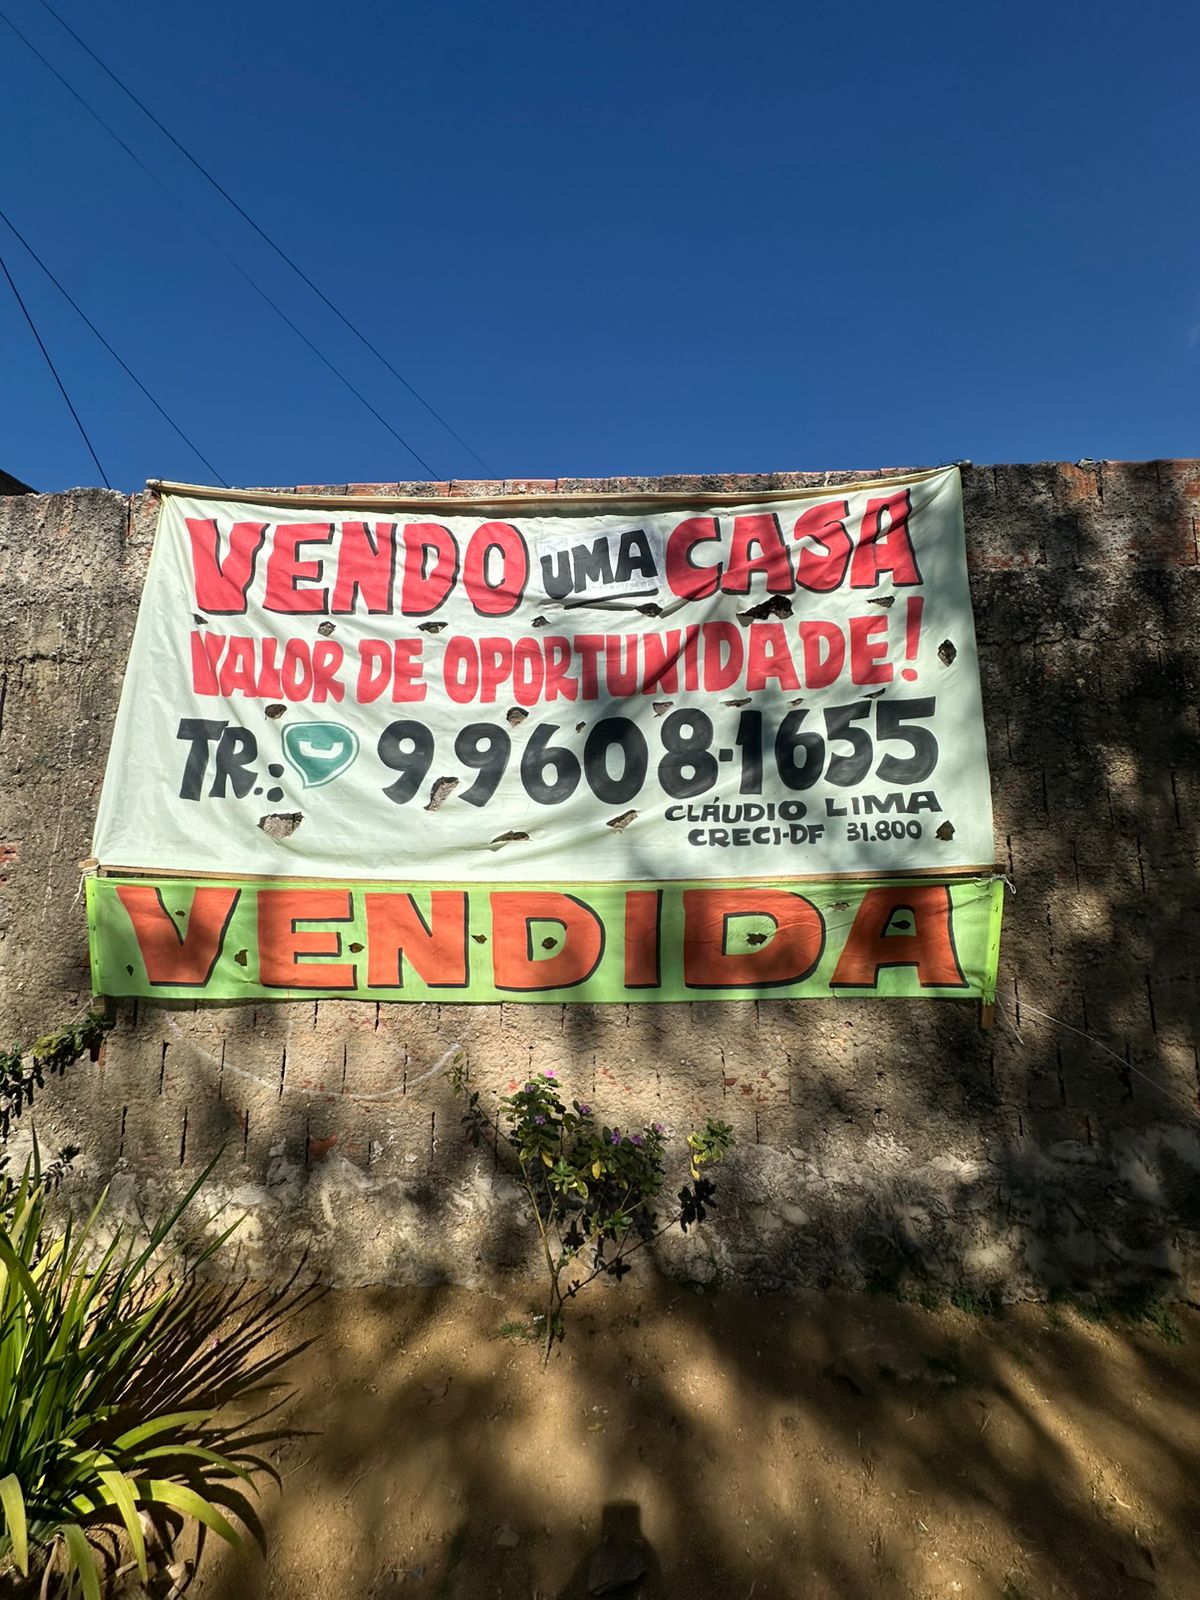 VENDO UMA CASA
VALOR DE OPORTUNIDADE!
TR.: 9,9608-1655
CLÁUDIO LIMA
CRECI-DF 31.800
VENDIDA